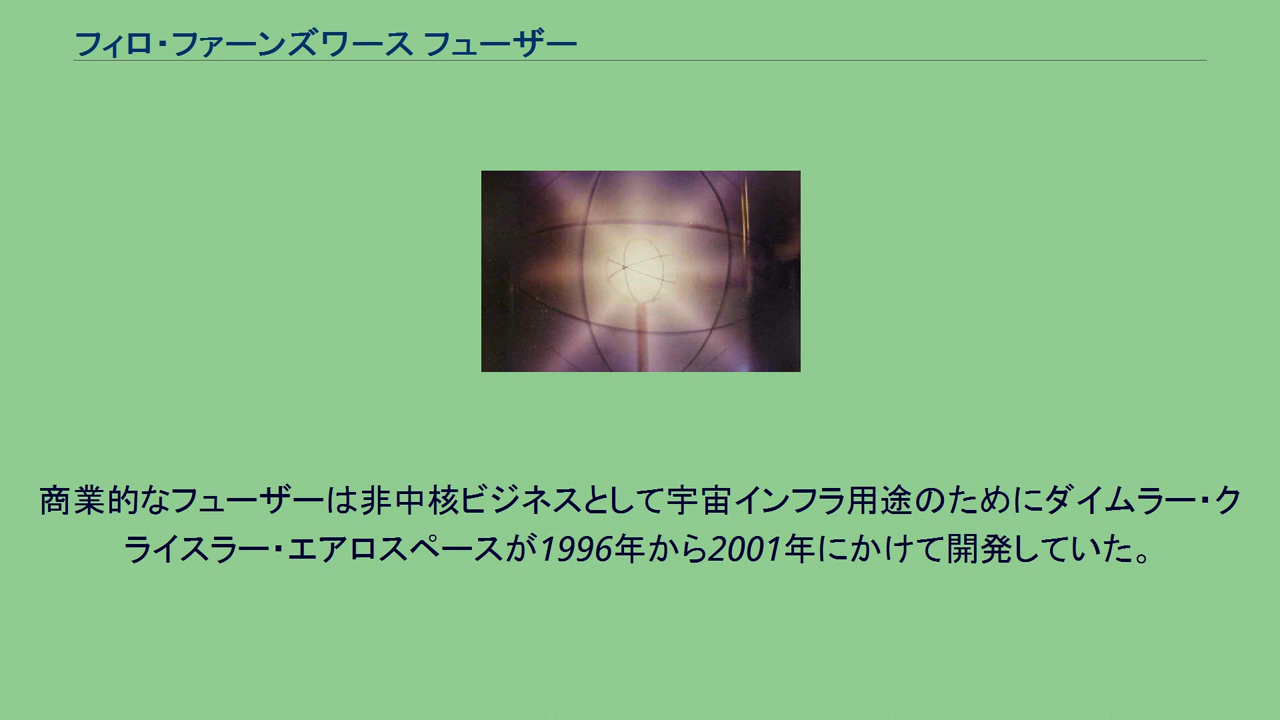 フィロ・ファーンズワース フューザー
商業的なフューザーは非中核ビジネスとして宇宙インフラ用途のためにダイムラー・ク
ライスラー・エアロスペースが1996年から2001年にかけて開発していた。